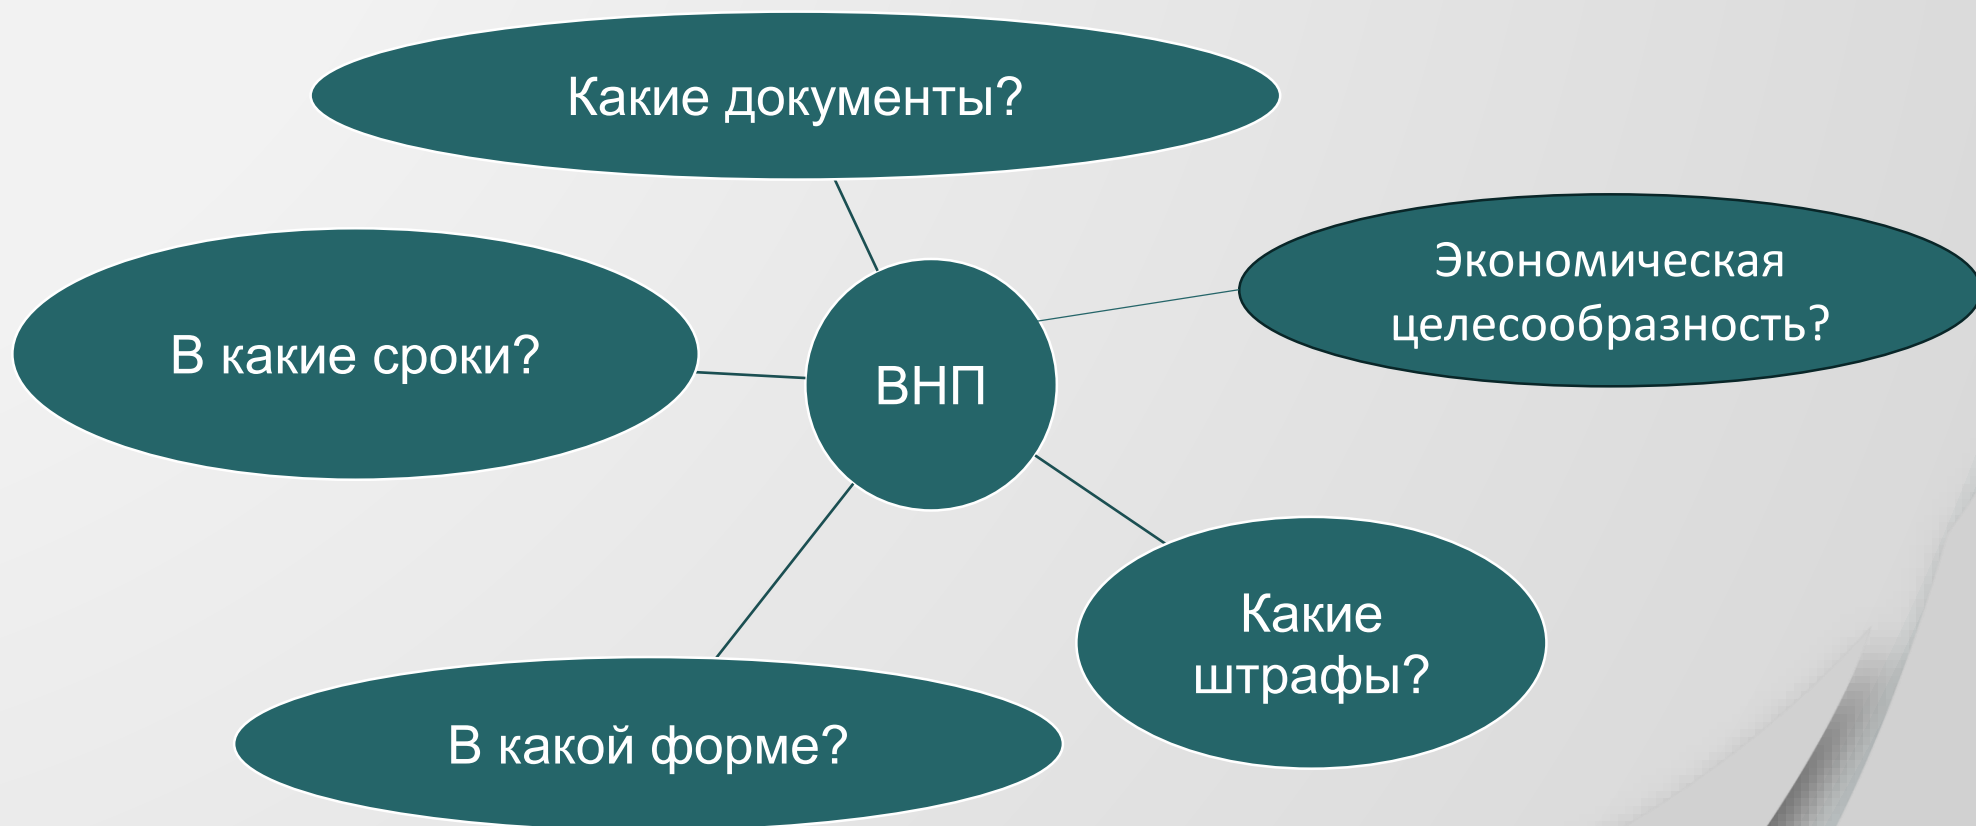 Какие документы?
Экономическая
целесообразность?
В какие сроки?
ВНП
Какие
штрафы?
В какой форме?